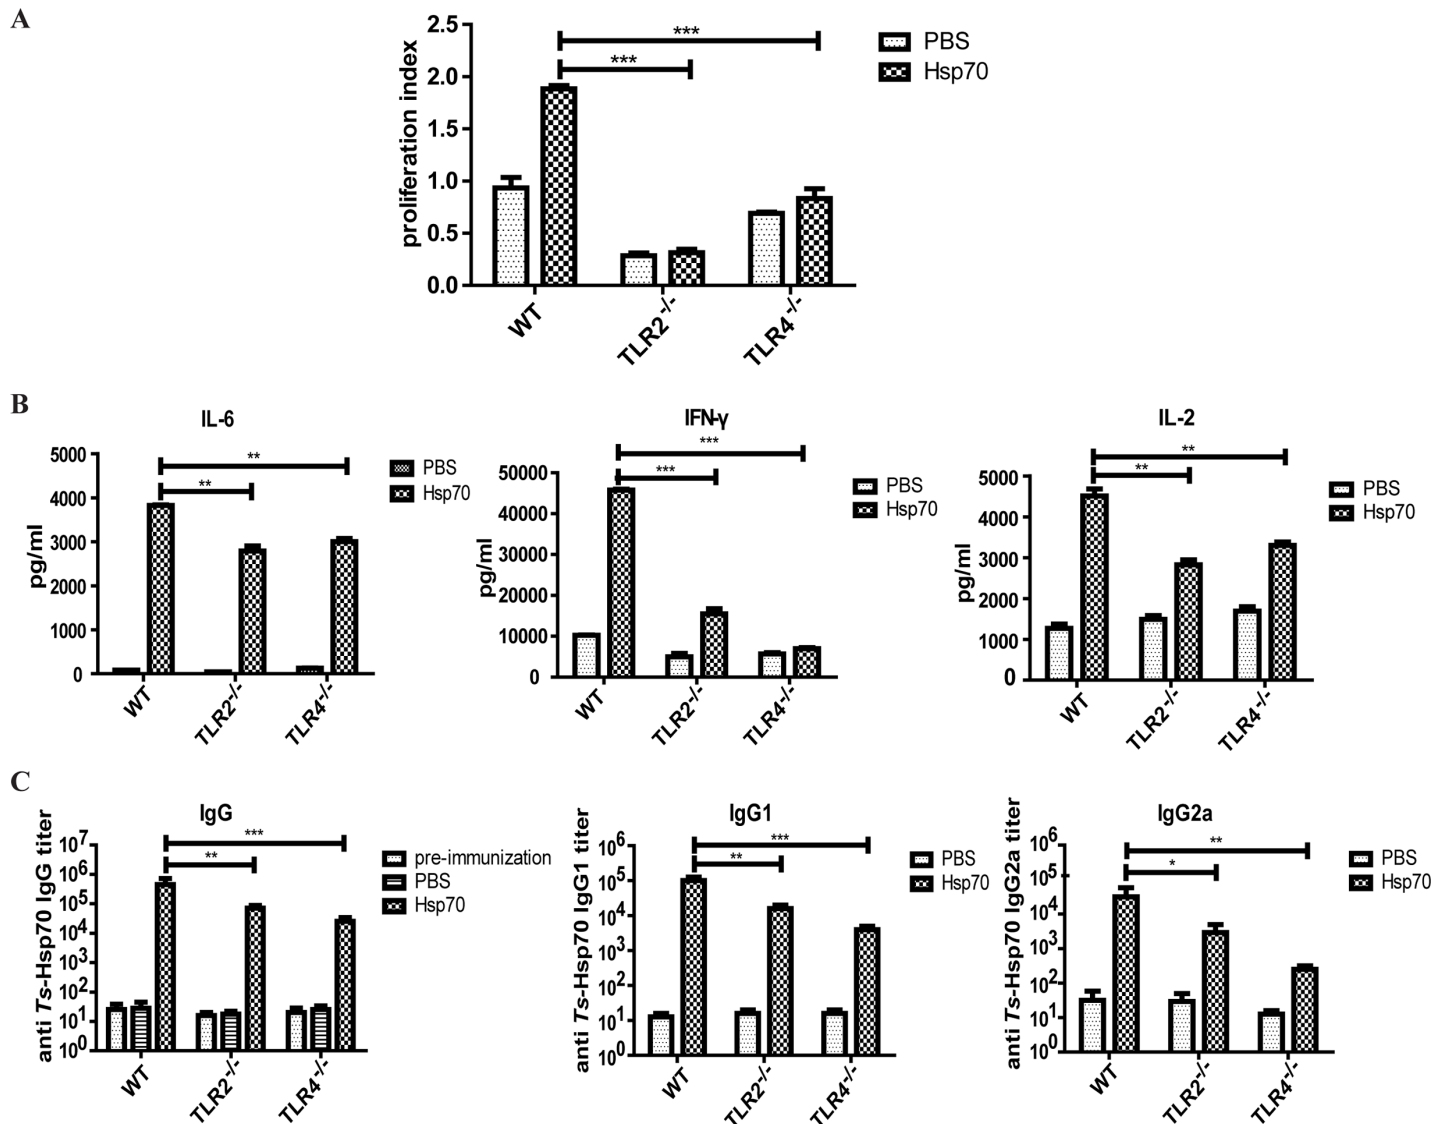 A
proliferation index
2.5
2.0
1.5
1.0
0.5
0.0
***
***
PBS
Hsp70
WT
TLR2-/-
TLR4-/-
B
IL-6
pg/ml
5000
4000
3000
2000
1000
0
**
**
PBS
Hsp70
WT
TLR2-/-
TLR4-/-
IFN-γ
pg/ml
50000
40000
30000
20000
10000
0
***
***
PBS
Hsp70
WT
TLR2-/-
TLR4-/-
IL-2
pg/ml
5000
4000
3000
2000
1000
0
**
**
PBS
Hsp70
WT
TLR2-/-
TLR4-/-
C
IgG
anti Ts-Hsp70 IgG titer
10^7
10^6
10^5
10^4
10^3
10^2
10^1
10^0
***
**
pre-immunization
PBS
Hsp70
WT
TLR2-/-
TLR4-/-
IgG1
anti Ts-Hsp70 IgG1 titer
10^6
10^5
10^4
10^3
10^2
10^1
10^0
***
**
PBS
Hsp70
WT
TLR2-/-
TLR4-/-
IgG2a
anti Ts-Hsp70 IgG2a titer
10^6
10^5
10^4
10^3
10^2
10^1
10^0
**
*
PBS
Hsp70
WT
TLR2-/-
TLR4-/-